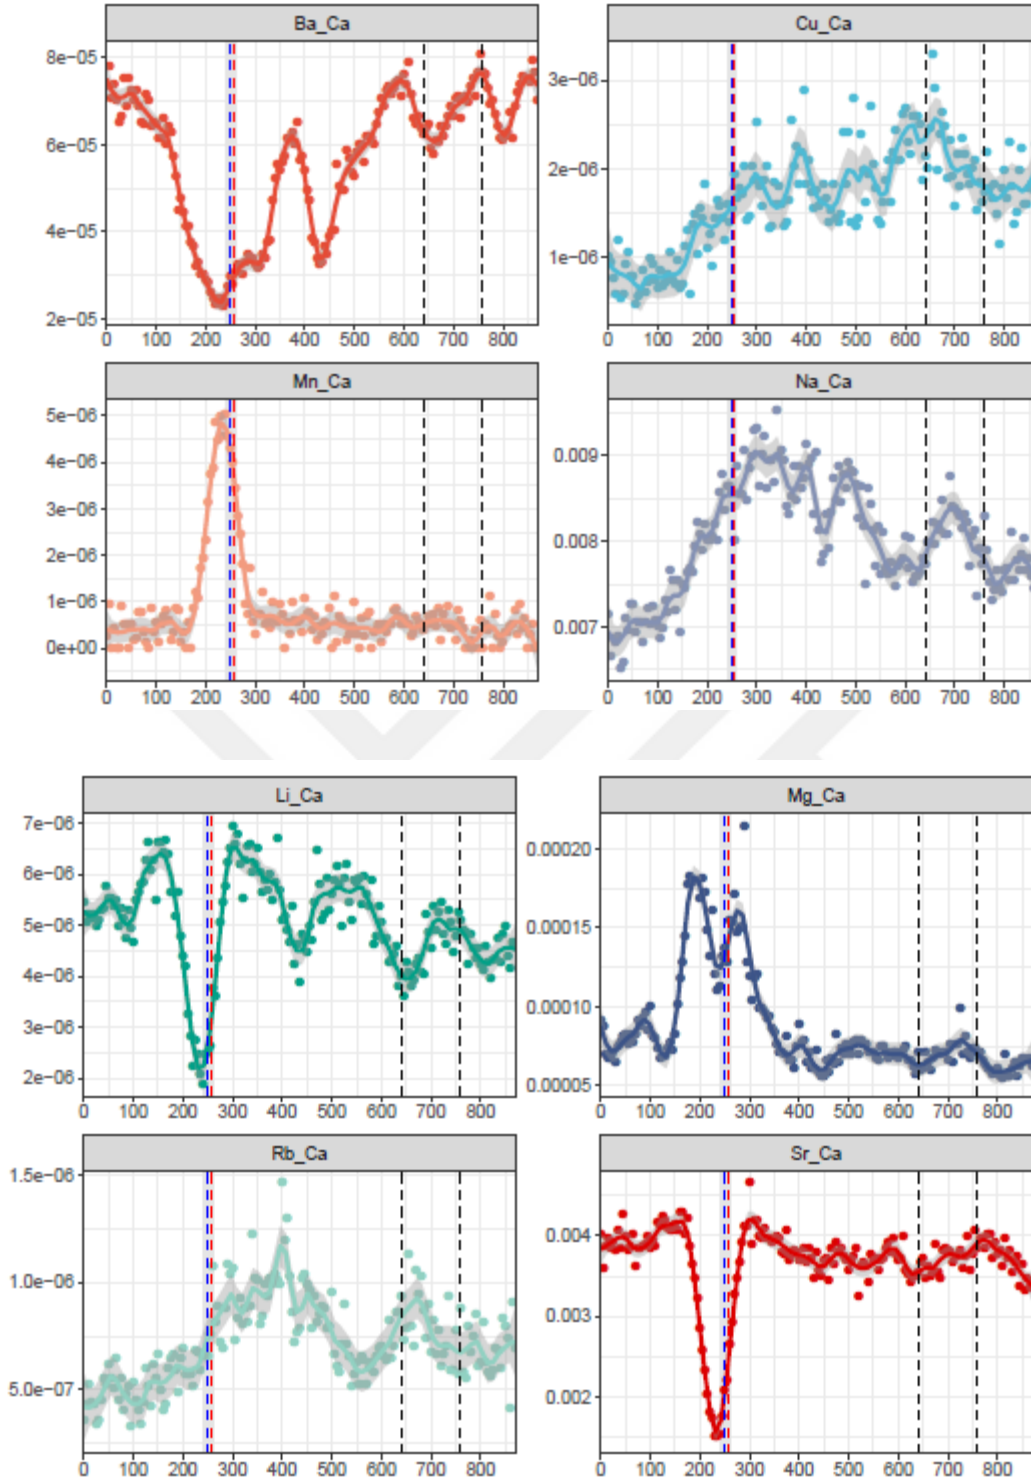 Ba_Ca
Cu_Ca
8e−05
6e−05
4e−05
2e−05
3e−06
2e−06
1e−06
0 100 200 300 400 500 600 700 800
0 100 200 300 400 500 600 700 800
Mn_Ca
Na_Ca
5e−06
4e−06
3e−06
2e−06
1e−06
0e+00
0.009
0.008
0.007
0 100 200 300 400 500 600 700 800
0 100 200 300 400 500 600 700 800
Li_Ca
Mg_Ca
7e−06
6e−06
5e−06
4e−06
3e−06
2e−06
0.00020
0.00015
0.00010
0.00005
0 100 200 300 400 500 600 700 800
0 100 200 300 400 500 600 700 800
Rb_Ca
Sr_Ca
1.5e−06
1.0e−06
5.0e−07
0.004
0.003
0.002
0 100 200 300 400 500 600 700 800
0 100 200 300 400 500 600 700 800